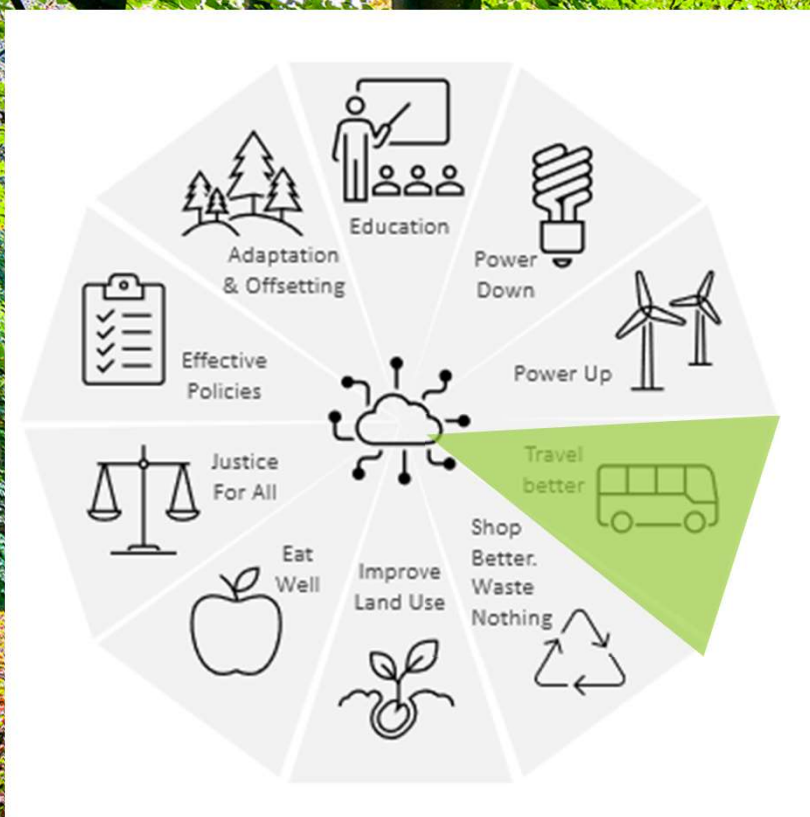 Education
Power
Down
Power Up
Travel
better
Shop
Better.
Waste
Nothing
Improve
Land Use
Eat
Well
Justice
For All
Effective
Policies
Adaptation
& Offsetting